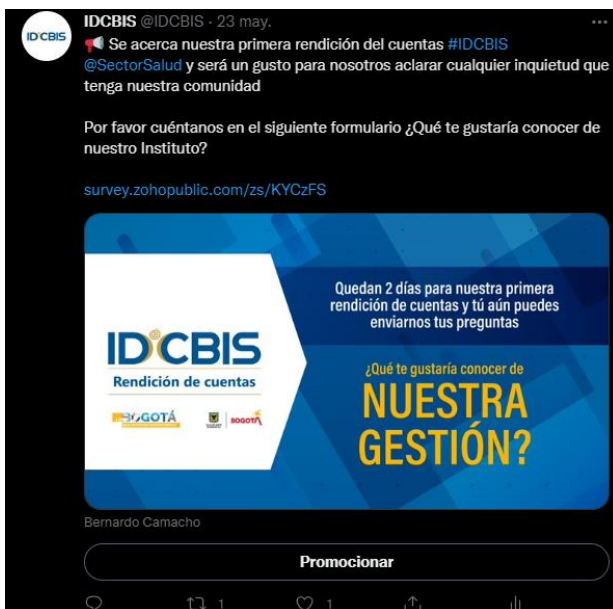 IDCBIS @IDCBIS · 23 may.
Se acerca nuestra primera rendición del cuentas #IDCBIS
@SectorSalud y será un gusto para nosotros aclarar cualquier inquietud que
tenga nuestra comunidad
Por favor cuéntanos en el siguiente formulario ¿Qué te gustaría conocer de
nuestro Instituto?
survey.zohopublic.com/zs/KYCzFS
IDCBIS
Rendición de cuentas
BOGOTÁ
BOGOTÁ
Quedan 2 días para nuestra primera
rendición de cuentas y tú aún puedes
enviarnos tus preguntas
¿Qué te gustaría conocer de
NUESTRA
GESTIÓN?
Bernardo Camacho
Promocionar
1 1